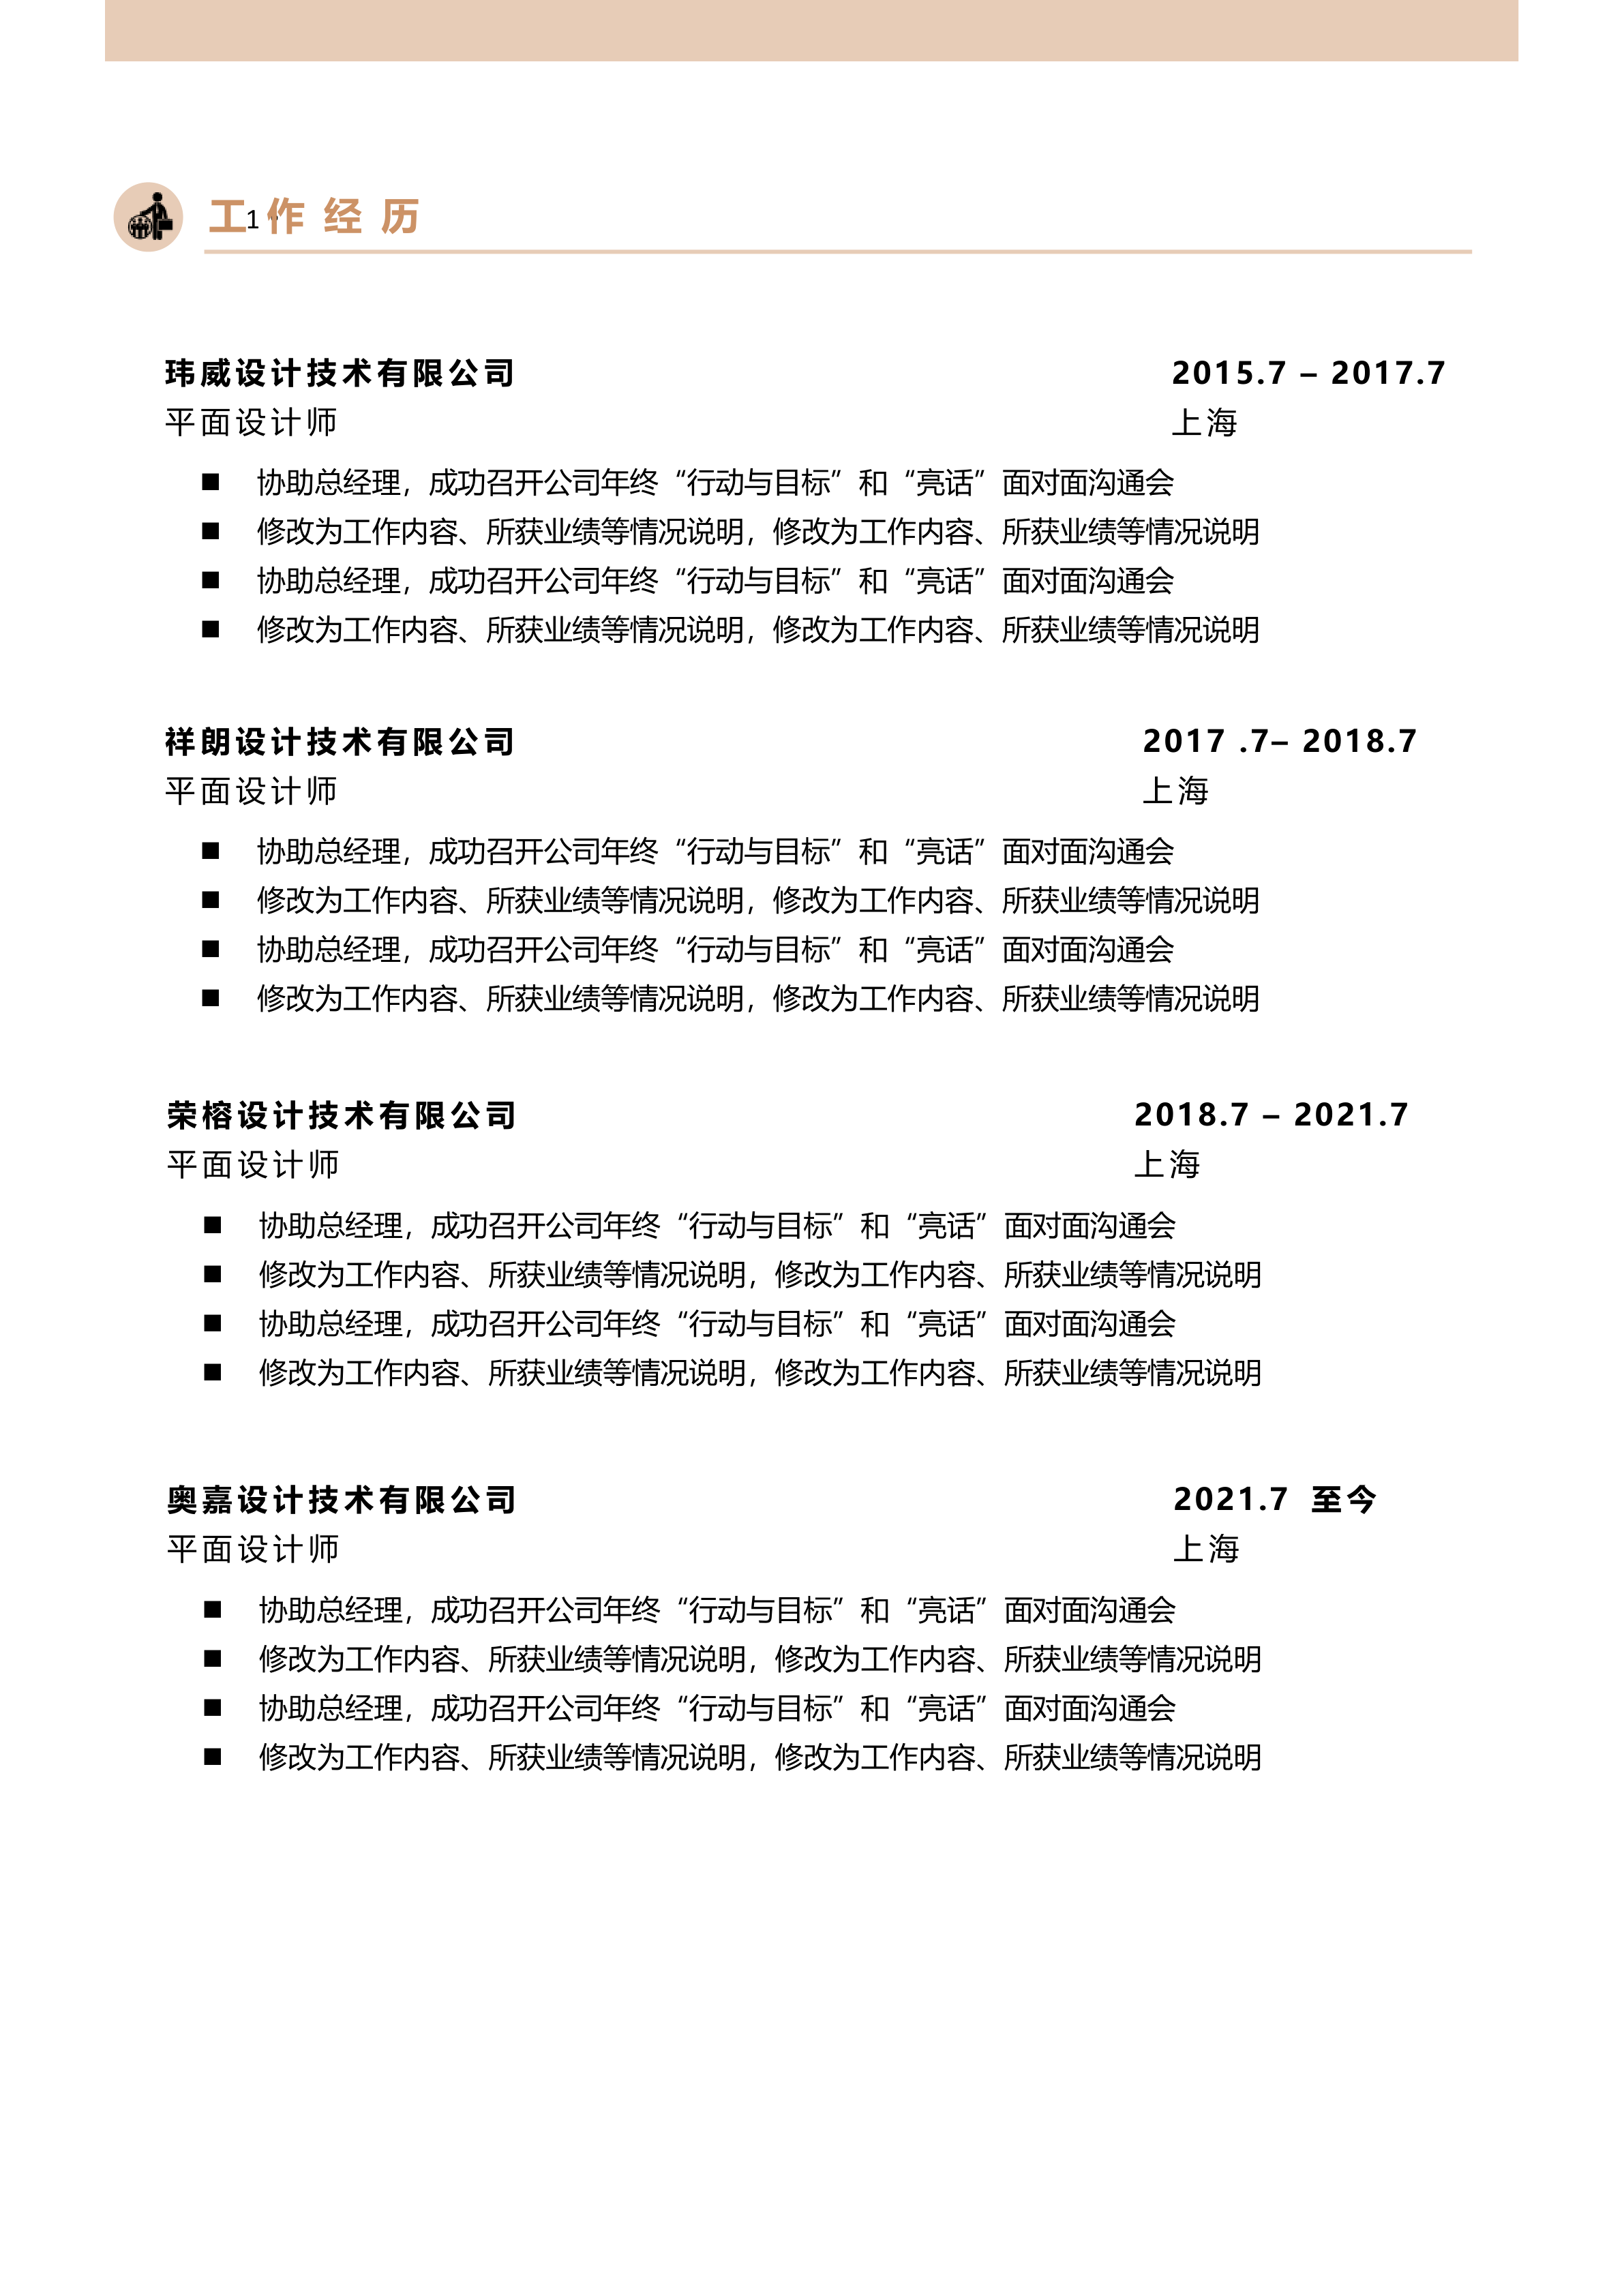 工1 作 经 历
玮威设计技术有限公司 2015.7 – 2017.7
平面设计师 上海
■ 协助总经理，成功召开公司年终“行动与目标”和“亮话”面对面沟通会
■ 修改为工作内容、所获业绩等情况说明，修改为工作内容、所获业绩等情况说明
■ 协助总经理，成功召开公司年终“行动与目标”和“亮话”面对面沟通会
■ 修改为工作内容、所获业绩等情况说明，修改为工作内容、所获业绩等情况说明
祥朗设计技术有限公司 2017 .7– 2018.7
平面设计师 上海
■ 协助总经理，成功召开公司年终“行动与目标”和“亮话”面对面沟通会
■ 修改为工作内容、所获业绩等情况说明，修改为工作内容、所获业绩等情况说明
■ 协助总经理，成功召开公司年终“行动与目标”和“亮话”面对面沟通会
■ 修改为工作内容、所获业绩等情况说明，修改为工作内容、所获业绩等情况说明
荣榕设计技术有限公司 2018.7 – 2021.7
平面设计师 上海
■ 协助总经理，成功召开公司年终“行动与目标”和“亮话”面对面沟通会
■ 修改为工作内容、所获业绩等情况说明，修改为工作内容、所获业绩等情况说明
■ 协助总经理，成功召开公司年终“行动与目标”和“亮话”面对面沟通会
■ 修改为工作内容、所获业绩等情况说明，修改为工作内容、所获业绩等情况说明
奥嘉设计技术有限公司 2021.7 至今
平面设计师 上海
■ 协助总经理，成功召开公司年终“行动与目标”和“亮话”面对面沟通会
■ 修改为工作内容、所获业绩等情况说明，修改为工作内容、所获业绩等情况说明
■ 协助总经理，成功召开公司年终“行动与目标”和“亮话”面对面沟通会
■ 修改为工作内容、所获业绩等情况说明，修改为工作内容、所获业绩等情况说明